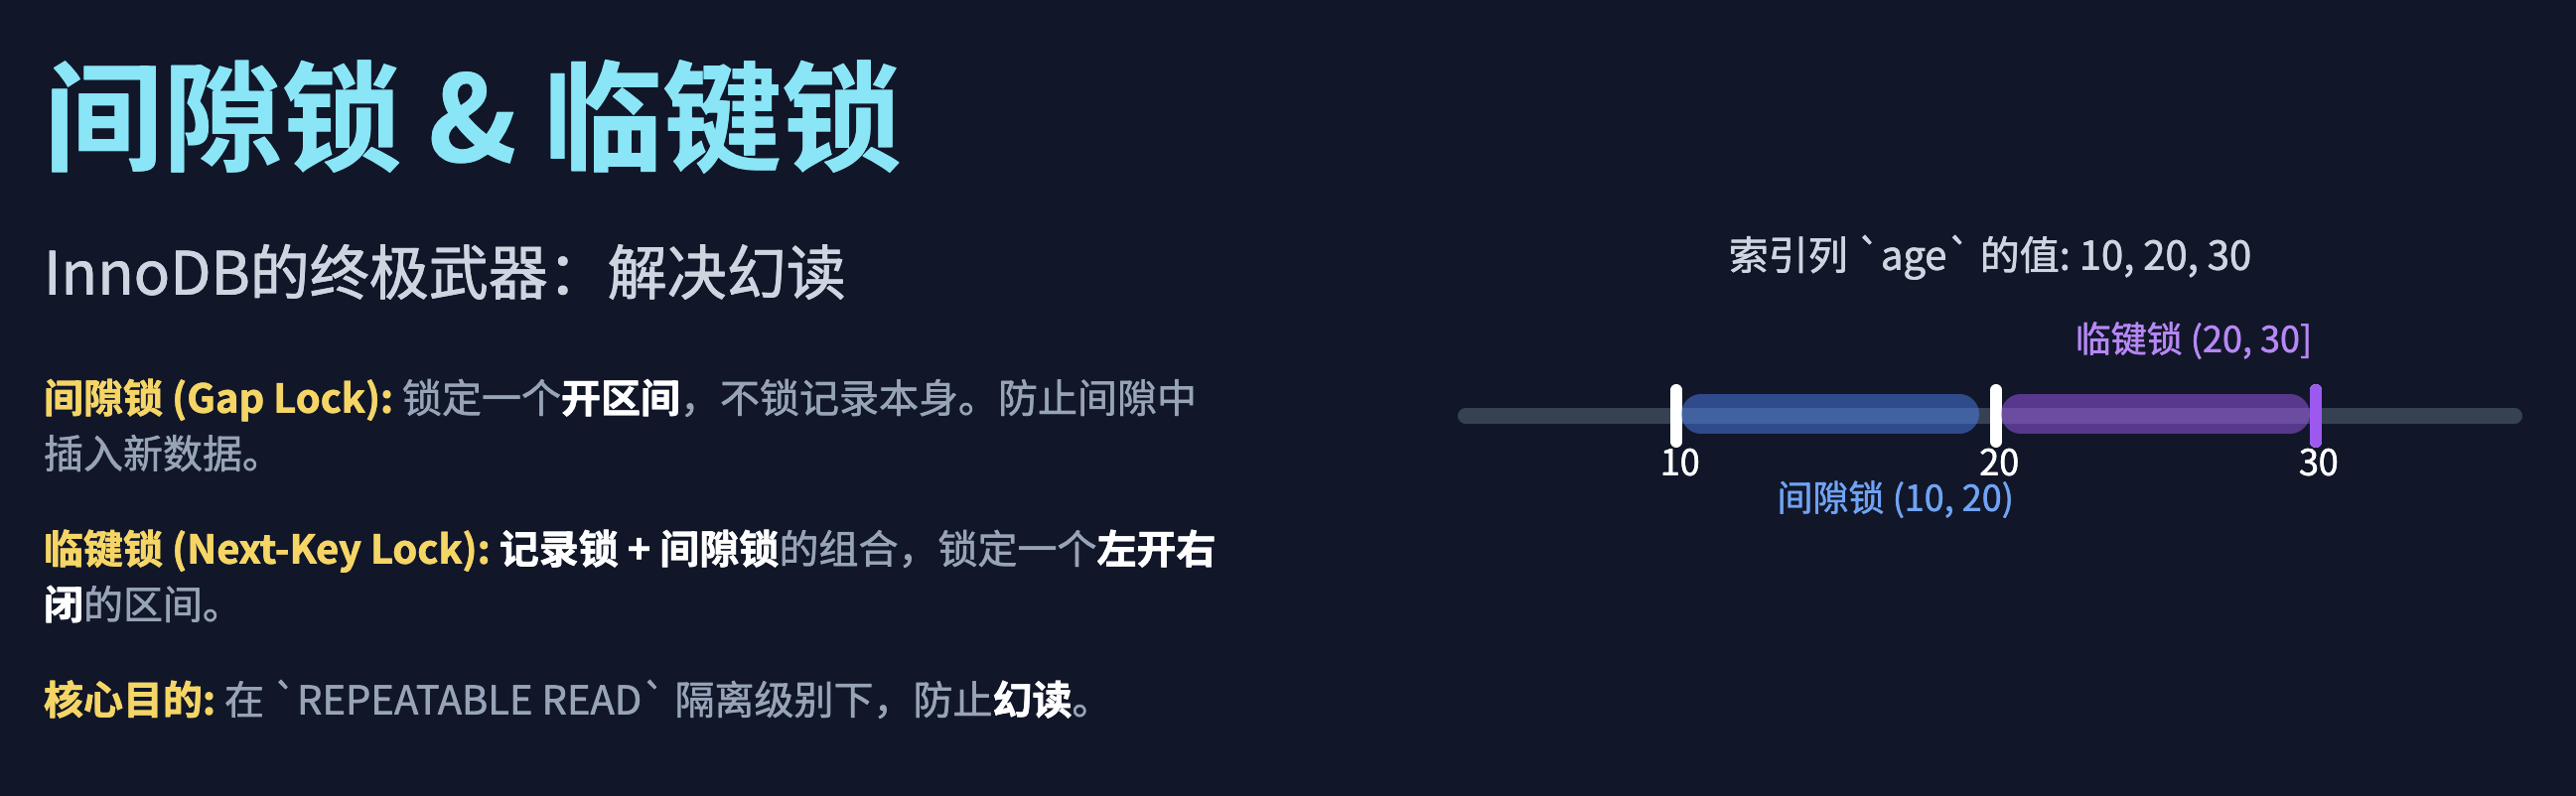 间隙锁 & 临键锁
InnoDB的终极武器：解决幻读
间隙锁 (Gap Lock): 锁定一个开区间，不锁记录本身。防止间隙中
插入新数据。
临键锁 (Next-Key Lock): 记录锁 + 间隙锁的组合，锁定一个左开右
闭的区间。
核心目的: 在 `REPEATABLE READ` 隔离级别下，防止幻读。
索引列 `age` 的值: 10, 20, 30
临键锁 (20, 30]
10 20 30
间隙锁 (10, 20)